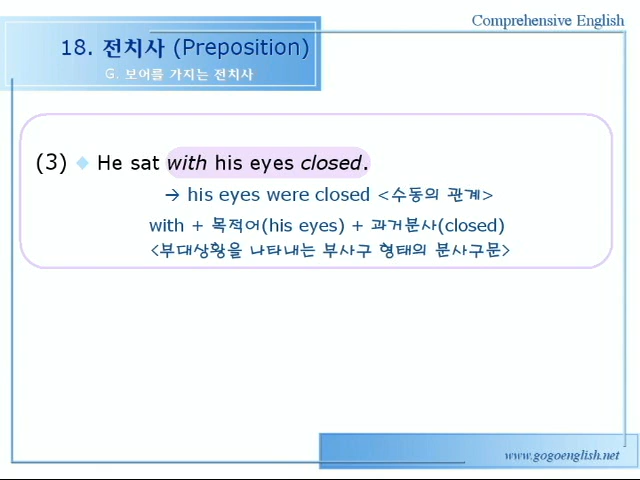 Comprehensive English
18. 전치사 (Preposition)
G. 보어를 가지는 전치사
(3) He sat with his eyes closed.
→ his eyes were closed <수동의 관계>
with + 목적어(his eyes) + 과거분사(closed)
<부대상황을 나타내는 부사구 형태의 분사구문>
www.gogoenglish.net